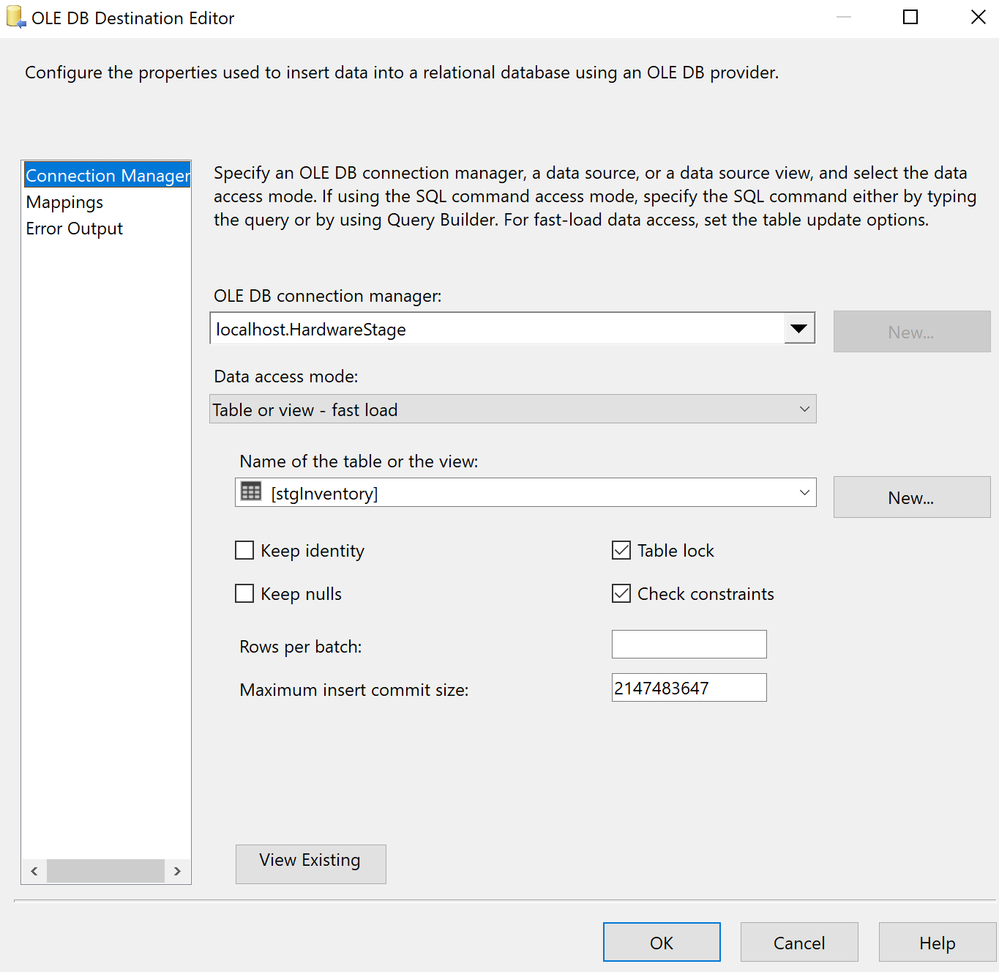 OLE DB Destination Editor
Configure the properties used to insert data into a relational database using an OLE DB provider.
Connection Manager
Mappings
Error Output
Specify an OLE DB connection manager, a data source, or a data source view, and select the data
access mode. If using the SQL command access mode, specify the SQL command either by typing
the query or by using Query Builder. For fast-load data access, set the table update options.
OLE DB connection manager:
localhost.HardwareStage
New...
Data access mode:
Table or view - fast load
Name of the table or the view:
[stgInventory]
New...
Keep identity
Table lock
Keep nulls
Check constraints
Rows per batch:
Maximum insert commit size:
2147483647
View Existing
OK
Cancel
Help